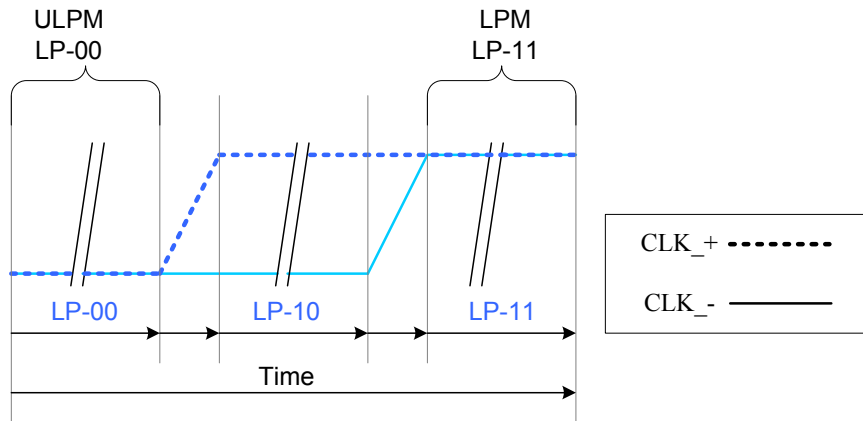 ULPM
LP-00
LPM
LP-11
CLK_+
CLK_-
LP-00
LP-10
LP-11
Time